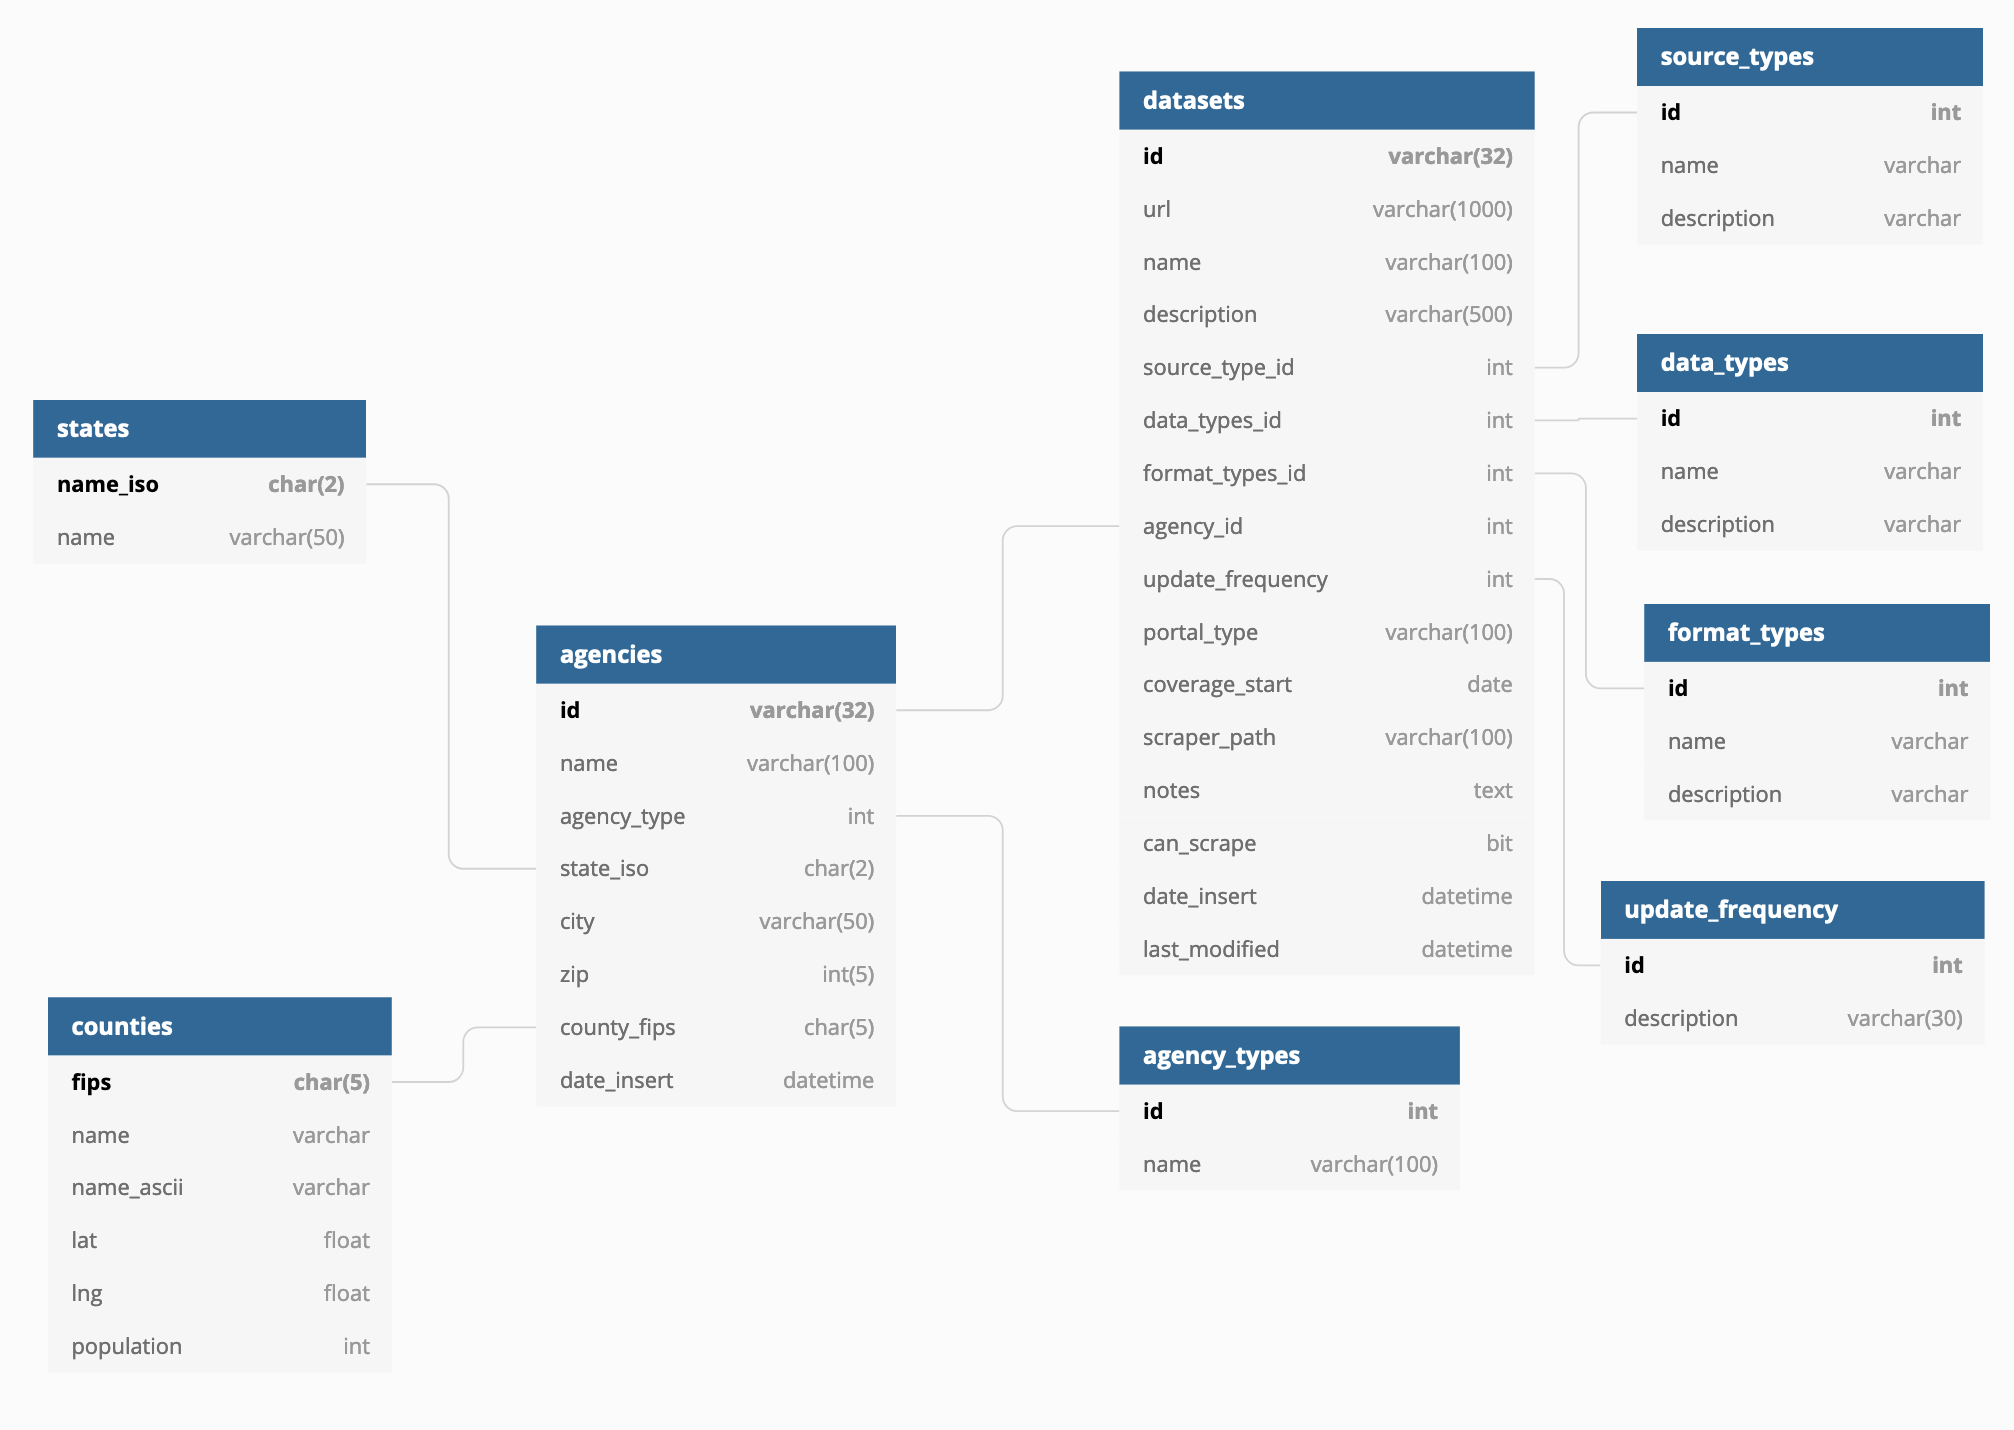 states
name_iso char(2)
name varchar(50)
counties
fips char(5)
name varchar
name_ascii varchar
lat float
lng float
population int
agencies
id varchar(32)
name varchar(100)
agency_type int
state_iso char(2)
city varchar(50)
zip int(5)
county_fips char(5)
date_insert datetime
datasets
id varchar(32)
url varchar(1000)
name varchar(100)
description varchar(500)
source_type_id int
data_types_id int
format_types_id int
agency_id int
update_frequency int
portal_type varchar(100)
coverage_start date
scraper_path varchar(100)
notes text
can_scrape bit
date_insert datetime
last_modified datetime
agency_types
id int
name varchar(100)
source_types
id int
name varchar
description varchar
data_types
id int
name varchar
description varchar
format_types
id int
name varchar
description varchar
update_frequency
id int
description varchar(30)